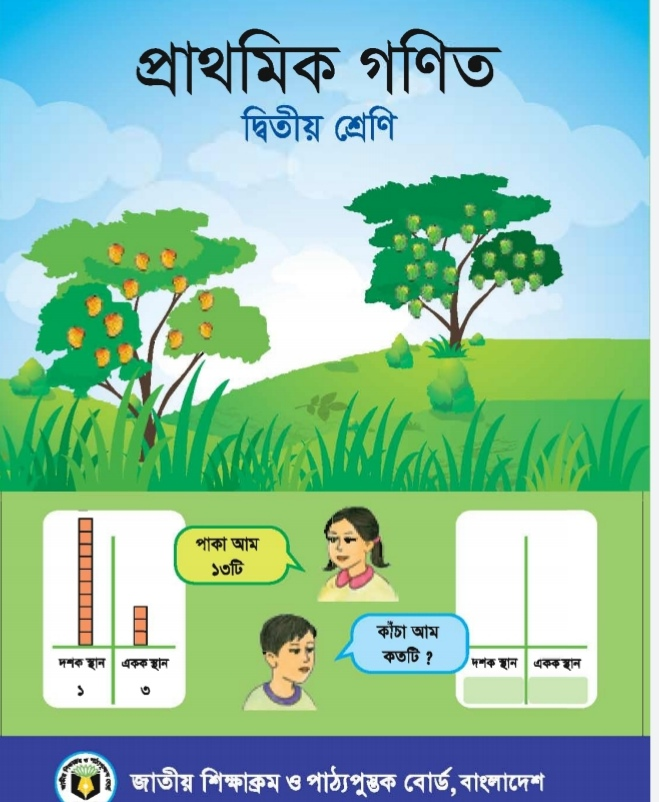 প্রাথমিক গণিত
দ্বিতীয় শ্রেণি
পাকা আম
১৩টি
কাঁচা আম
কতটি ?
দশক স্থান একক স্থান
১ ৩
দশক স্থান একক স্থান
জাতীয় শিক্ষাক্রম ও পাঠ্যপুস্তক বোর্ড, বাংলাদেশ